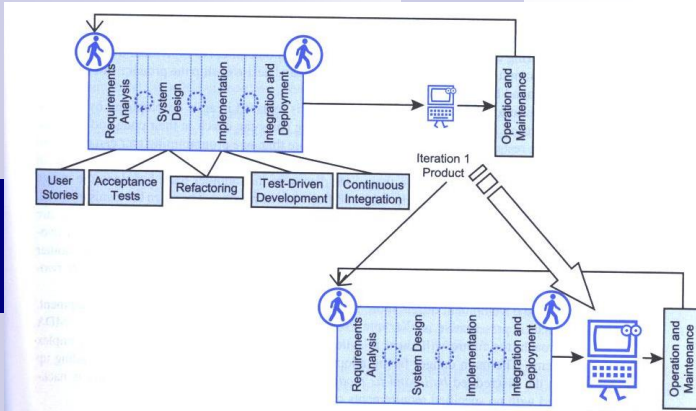 Requirements
Analysis
System
Design
Implementation
Integration and
Deployment
Operation and
Maintenance
User
Stories
Acceptance
Tests
Refactoring
Test-Driven
Development
Continuous
Integration
Iteration 1
Product
Requirements
Analysis
System Design
Implementation
Integration and
Deployment
Operation and
Maintenance